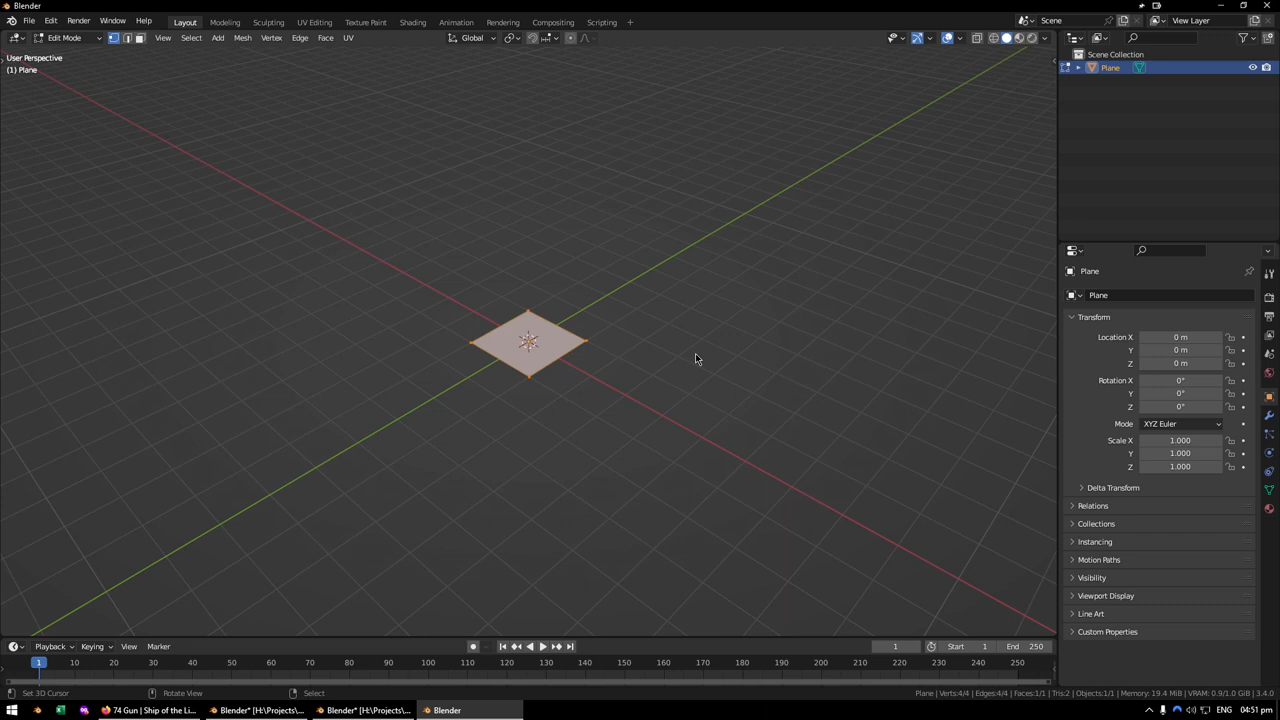 Blender
File Edit Render Window Help Layout Modeling Sculpting UV Editing Texture Paint Shading Animation Rendering Compositing Scripting + Scene View Layer
Edit Mode View Select Add Mesh Vertex Edge Face UV Global
User Perspective
(1) Plane
Scene Collection
Plane
Plane
Plane
Transform
Location X 0 m
Y 0 m
Z 0 m
Rotation X 0°
Y 0°
Z 0°
Mode XYZ Euler
Scale X 1.000
Y 1.000
Z 1.000
Delta Transform
Relations
Collections
Instancing
Motion Paths
Visibility
Viewport Display
Line Art
Custom Properties
Playback Keying View Marker 1 Start 1 End 250
1 10 20 30 40 50 60 70 80 90 100 110 120 130 140 150 160 170 180 190 200 210 220 230 240 250
Set 3D Cursor Rotate View Select Plane | Verts:4/4 | Edges:4/4 | Faces:1/1 | Tris:2 | Objects:1/1 | Memory: 19.4 MiB | VRAM: 0.9/1.0 GiB | 3.4.0
74 Gun | Ship of the Li... Blender* [H:\Projects\... Blender* [H:\Projects\... Blender ENG 04:51 pm